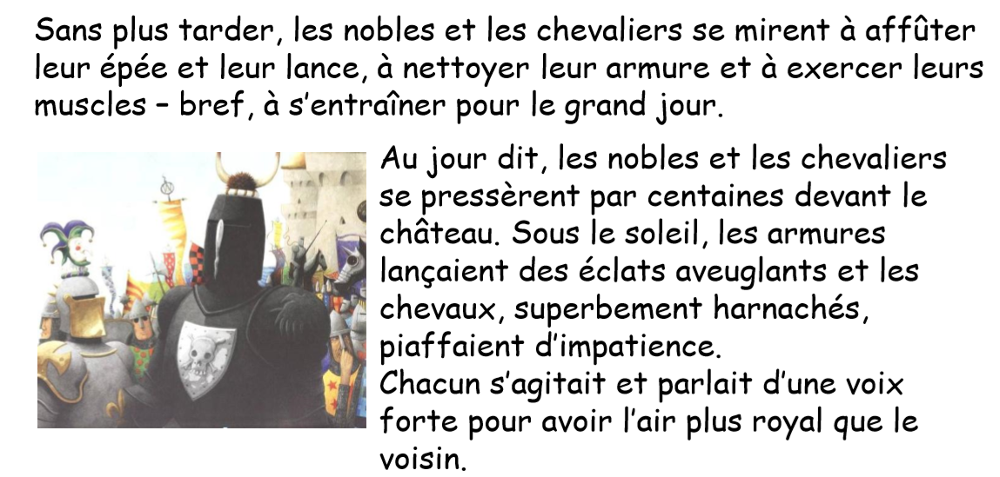 Sans plus tarder, les nobles et les chevaliers se mirent à affûter
leur épée et leur lance, à nettoyer leur armure et à exercer leurs
muscles – bref, à s'entraîner pour le grand jour.
Au jour dit, les nobles et les chevaliers
se pressèrent par centaines devant le
château. Sous le soleil, les armures
lançaient des éclats aveuglants et les
chevaux, superbement harnachés,
piaffaient d'impatience.
Chacun s'agitait et parlait d'une voix
forte pour avoir l'air plus royal que le
voisin.